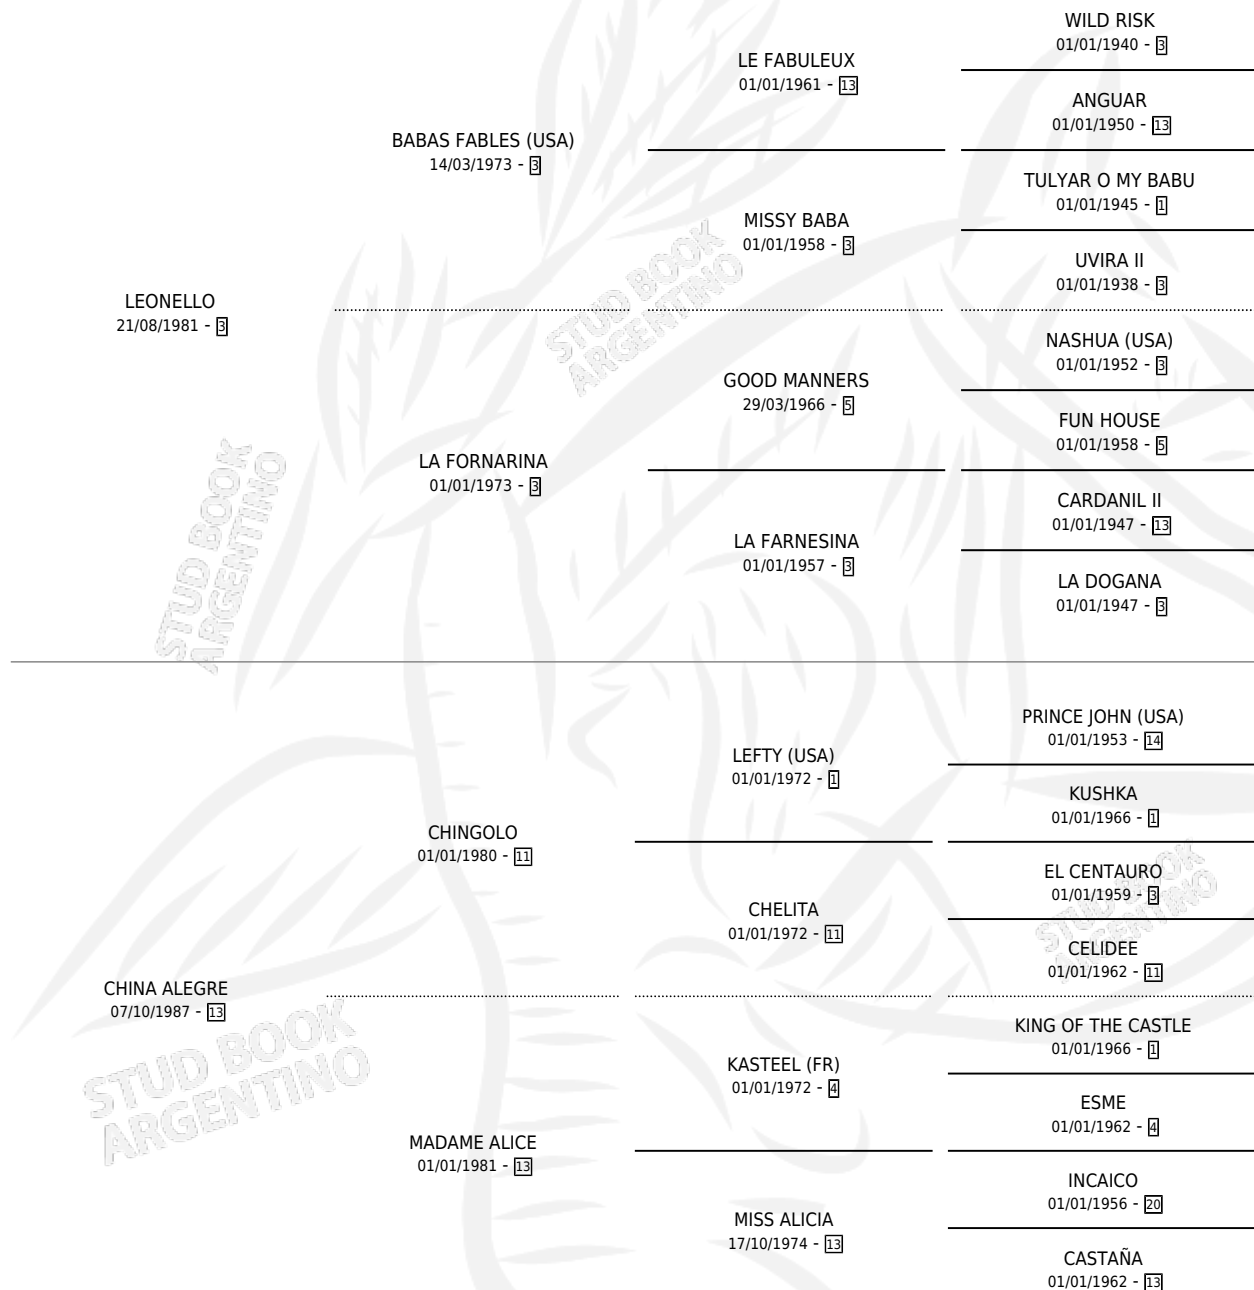 WILD RISK
01/01/1940 - 3
LE FABULEUX
01/01/1961 - 13
ANGUAR
01/01/1950 - 13
BABAS FABLES (USA)
14/03/1973 - 3
TULYAR O MY BABU
01/01/1945 - 1
MISSY BABA
01/01/1958 - 3
UVIRA II
01/01/1938 - 3
LEONELLO
21/08/1981 - 3
STUD BOOK
ARGENTINO
NASHUA (USA)
01/01/1952 - 3
GOOD MANNERS
29/03/1966 - 5
FUN HOUSE
01/01/1958 - 5
LA FORNARINA
01/01/1973 - 3
CARDANIL II
01/01/1947 - 13
LA FARNESINA
01/01/1957 - 3
LA DOGANA
01/01/1947 - 3
STUD BOOK
ARGENTINO
PRINCE JOHN (USA)
01/01/1953 - 14
LEFTY (USA)
01/01/1972 - 1
KUSHKA
01/01/1966 - 1
CHINGOLO
01/01/1980 - 11
EL CENTAURO
01/01/1959 - 3
CHELITA
01/01/1972 - 11
CELIDEE
01/01/1962 - 11
STUD BOOK
ARGENTINO
CHINA ALEGRE
07/10/1987 - 13
KING OF THE CASTLE
01/01/1966 - 1
KASTEEL (FR)
01/01/1972 - 4
ESME
01/01/1962 - 4
STUD BOOK
ARGENTINO
MADAME ALICE
01/01/1981 - 13
INCAICO
01/01/1956 - 20
MISS ALICIA
17/10/1974 - 13
CASTAÑA
01/01/1962 - 13